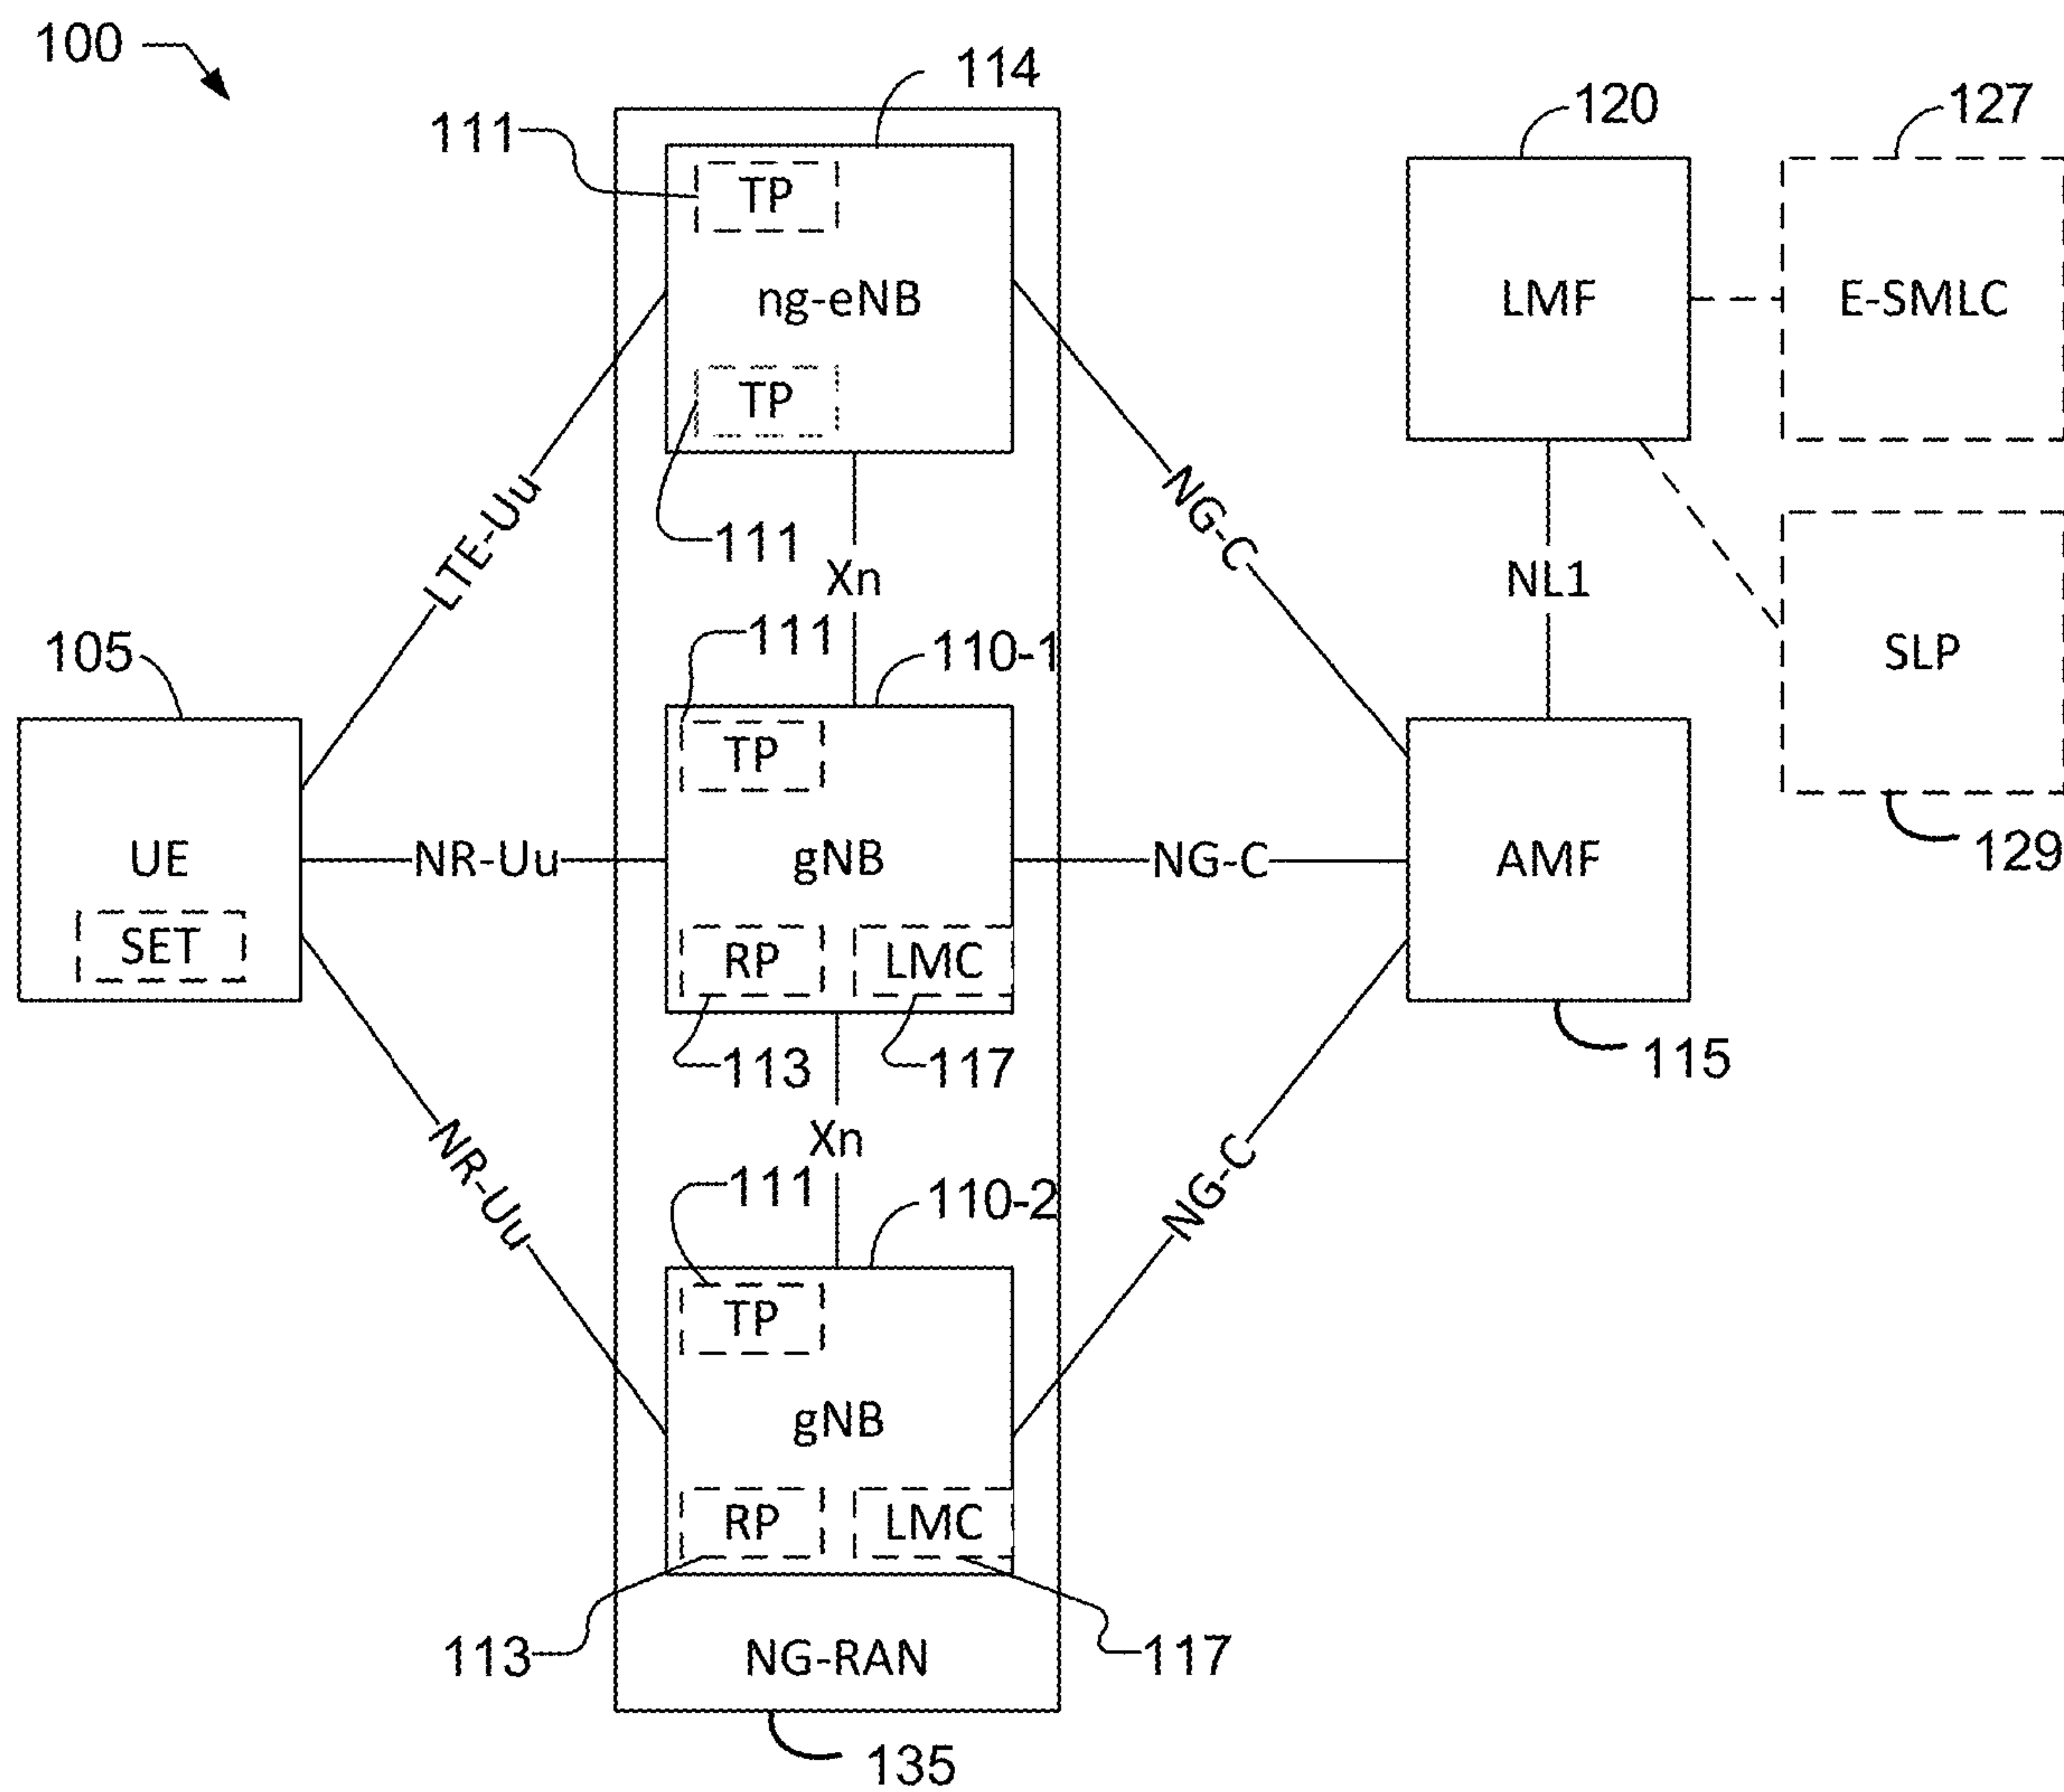 100
114
111
120
127
TP
ng-eNB
LMF
E-SMLC
TP
111
LTE-Uu
Xn
NG-C
NL1
105
111
110-1
SLP
TP
UE
NR-Uu
gNB
NG-C
AMF
129
SET
RP
LMC
113
117
115
Xn
NR-Uu
111
110-2
NG-C
TP
gNB
RP
LMC
113
NG-RAN
117
135